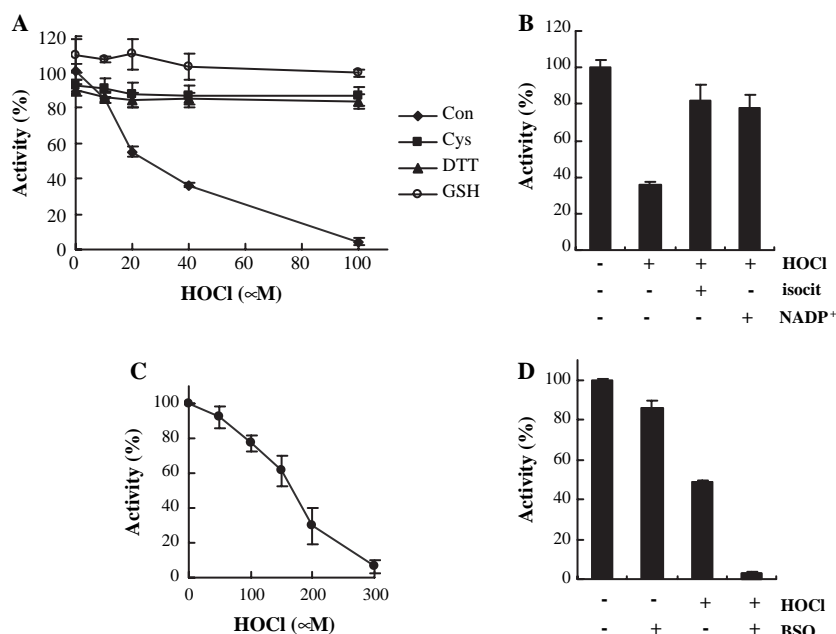 A
120
100
80
60
40
20
0
Activity (%)
0 20 40 60 80 100
HOCl (∝M)
Con
Cys
DTT
GSH
B
120
100
80
60
40
20
0
Activity (%)
- + + + HOCl
- - + - isocit
- - - + NADP+
C
100
80
60
40
20
0
Activity (%)
0 100 200 300
HOCl (∝M)
D
100
80
60
40
20
0
Activity (%)
- - + + HOCl
- + - + BSO